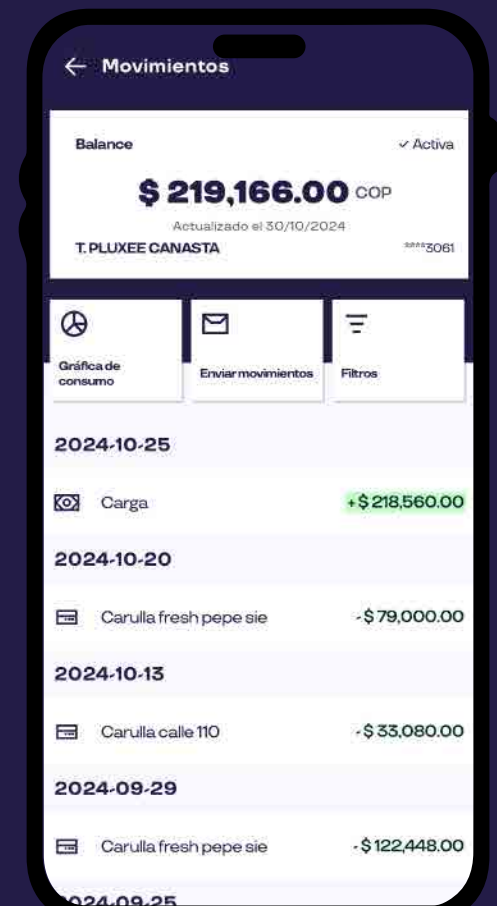 ← Movimientos
Balance ✓ Activa
$ 219,166.00 COP
Actualizado el 30/10/2024
T. PLUXEE CANASTA ****3061
Gráfica de
consumo
Enviar movimientos
Filtros
2024-10-25
Carga +$ 218,560.00
2024-10-20
Carulla fresh pepe sie -$ 79,000.00
2024-10-13
Carulla calle 110 -$ 33,080.00
2024-09-29
Carulla fresh pepe sie -$ 122,448.00
2024-09-25